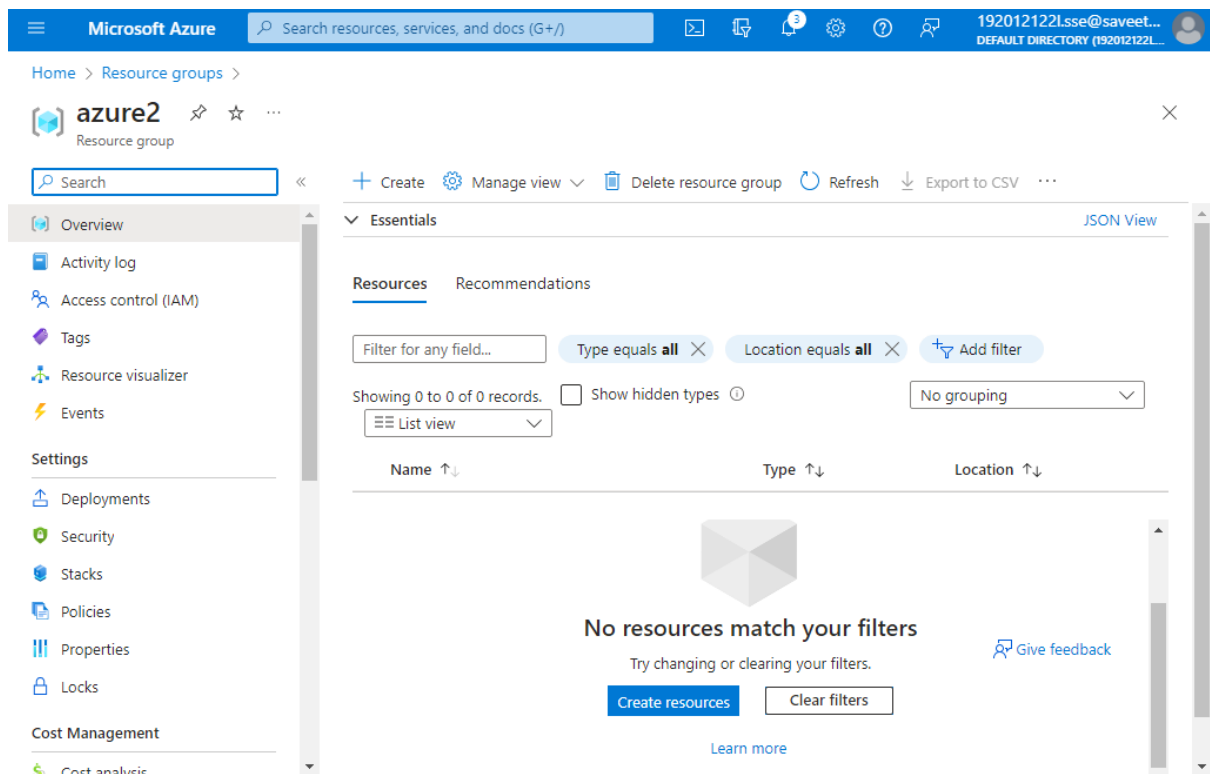 Microsoft Azure
Search resources, services, and docs (G+/)
3
192012122l.sse@saveet...
DEFAULT DIRECTORY (192012122L...
Home > Resource groups >
azure2
Resource group
Search
Create
Manage view
Delete resource group
Refresh
Export to CSV
Overview
Activity log
Access control (IAM)
Tags
Resource visualizer
Events
Settings
Deployments
Security
Stacks
Policies
Properties
Locks
Cost Management
Cost analysis
Essentials
JSON View
Resources
Recommendations
Filter for any field...
Type equals all
Location equals all
Add filter
Showing 0 to 0 of 0 records.
Show hidden types
No grouping
List view
Name
Type
Location
No resources match your filters
Try changing or clearing your filters.
Create resources
Clear filters
Learn more
Give feedback